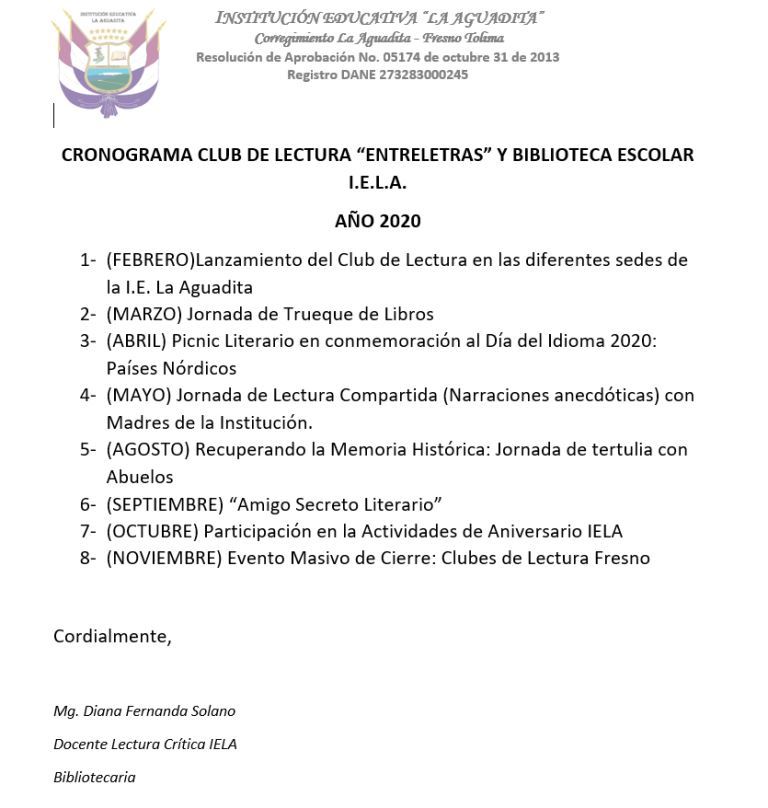 INSTITUCIÓN EDUCATIVA
LA AGUADITA
INSTITUCIÓN EDUCATIVA "LA AGUADITA"
Corregimiento La Aguadita - Fresno Tolima
Resolución de Aprobación No. 05174 de octubre 31 de 2013
Registro DANE 273283000245
CRONOGRAMA CLUB DE LECTURA “ENTRELETRAS” Y BIBLIOTECA ESCOLAR
I.E.L.A.
AÑO 2020
1- (FEBRERO)Lanzamiento del Club de Lectura en las diferentes sedes de
la I.E. La Aguadita
2- (MARZO) Jornada de Trueque de Libros
3- (ABRIL) Picnic Literario en conmemoración al Día del Idioma 2020:
Países Nórdicos
4- (MAYO) Jornada de Lectura Compartida (Narraciones anecdóticas) con
Madres de la Institución.
5- (AGOSTO) Recuperando la Memoria Histórica: Jornada de tertulia con
Abuelos
6- (SEPTIEMBRE) “Amigo Secreto Literario”
7- (OCTUBRE) Participación en la Actividades de Aniversario IELA
8- (NOVIEMBRE) Evento Masivo de Cierre: Clubes de Lectura Fresno
Cordialmente,
Mg. Diana Fernanda Solano
Docente Lectura Crítica IELA
Bibliotecaria